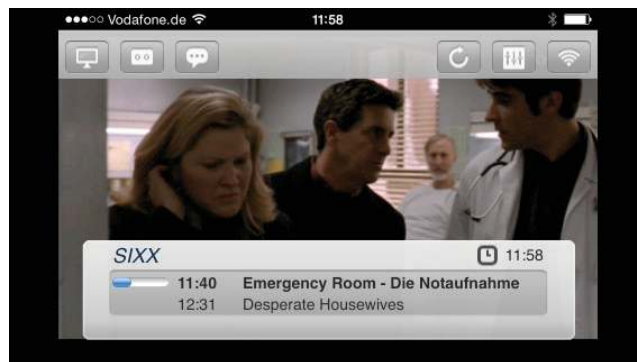 Vodafone.de 11:58
SIXX 11:58
11:40 Emergency Room - Die Notaufnahme
12:31 Desperate Housewives